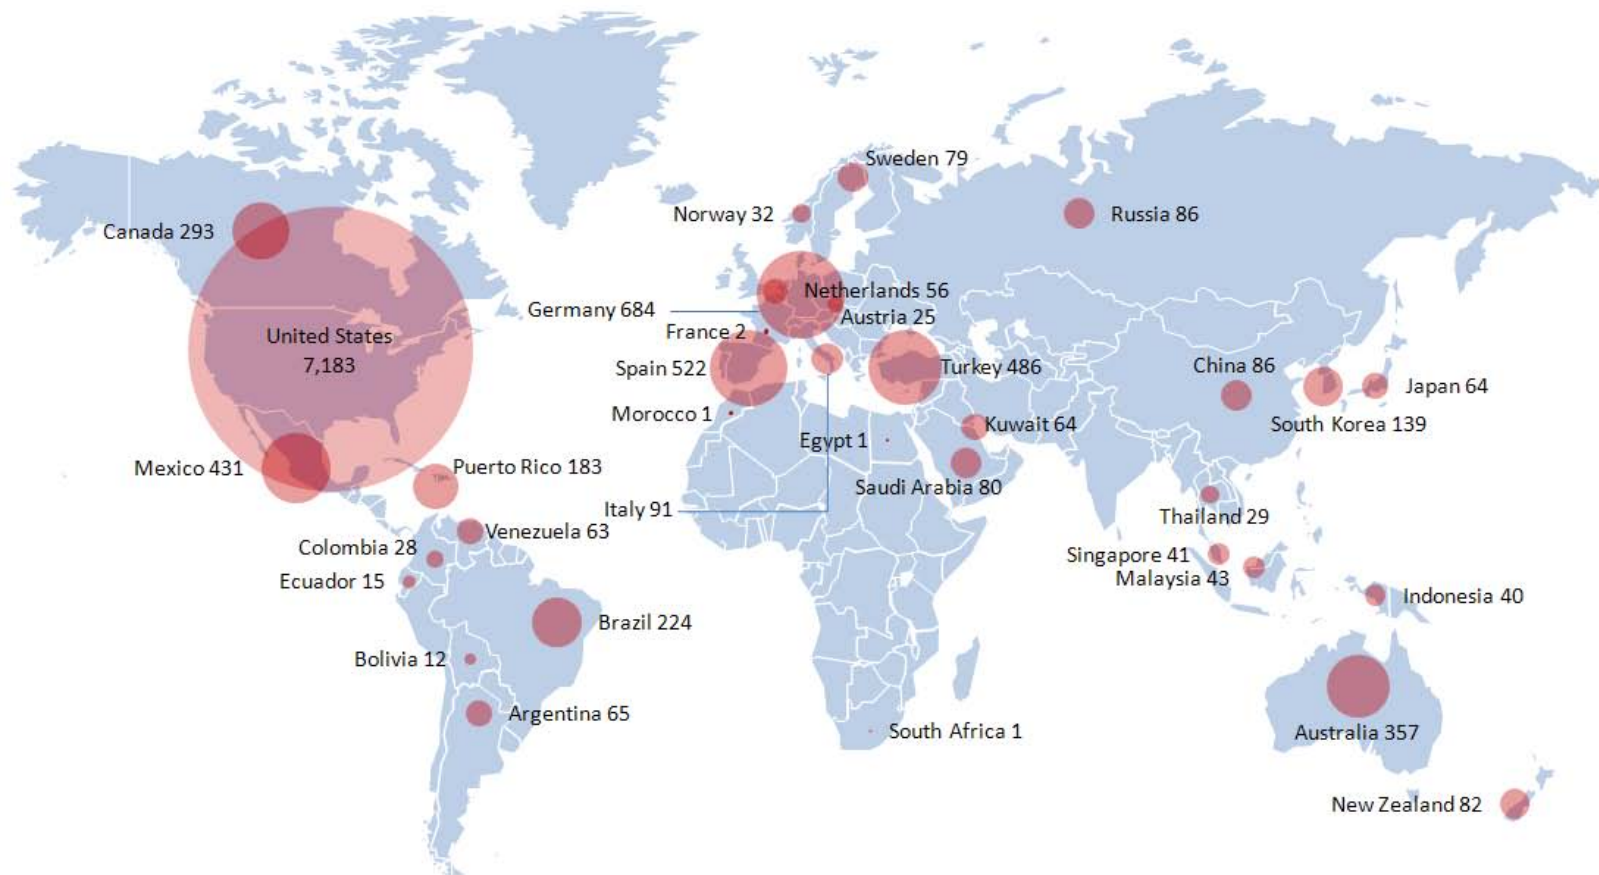 Sweden 79
Norway 32
Russia 86
Canada 293
Netherlands 56
Germany 684
Austria 25
France 2
United States
7,183
Spain 522
Turkey 486
China 86
Japan 64
Morocco 1
Kuwait 64
South Korea 139
Egypt 1
Mexico 431
Puerto Rico 183
Saudi Arabia 80
Italy 91
Thailand 29
Venezuela 63
Colombia 28
Singapore 41
Ecuador 15
Malaysia 43
Indonesia 40
Brazil 224
Bolivia 12
Argentina 65
South Africa 1
Australia 357
New Zealand 82